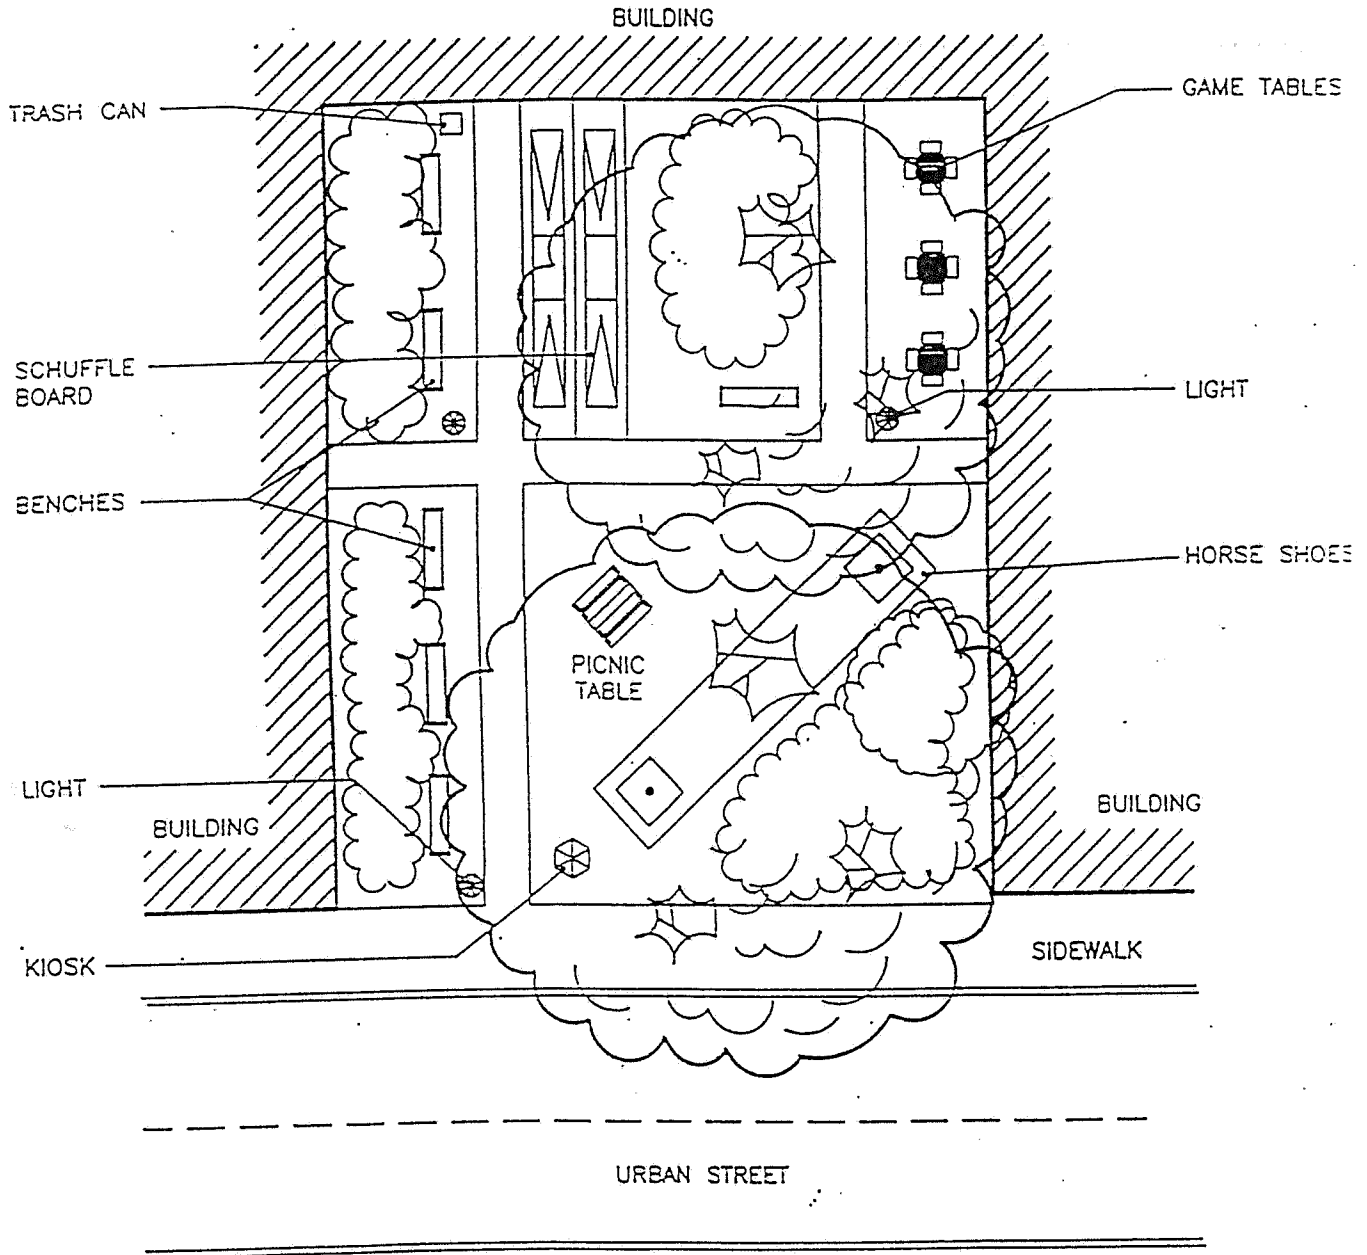 BUILDING
GAME TABLES
TRASH CAN
SCHUFFLE
BOARD
LIGHT
BENCHES
HORSE SHOES
PICNIC
TABLE
LIGHT
BUILDING
BUILDING
KIOSK
SIDEWALK
URBAN STREET